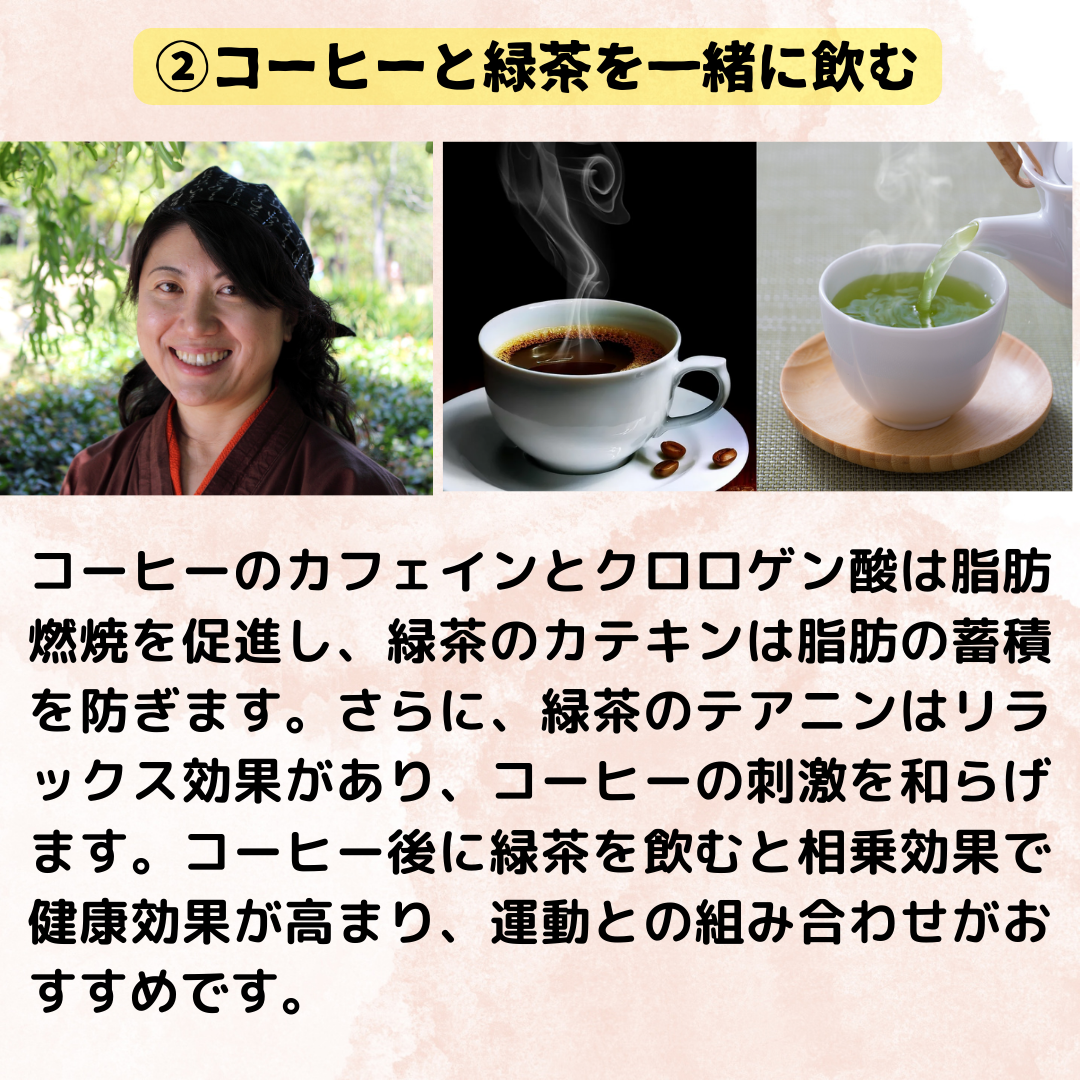 ②コーヒーと緑茶を一緒に飲む
コーヒーのカフェインとクロロゲン酸は脂肪
燃焼を促進し、緑茶のカテキンは脂肪の蓄積
を防ぎます。さらに、緑茶のテアニンはリラ
ックス効果があり、コーヒーの刺激を和らげ
ます。コーヒー後に緑茶を飲むと相乗効果で
健康効果が高まり、運動との組み合わせがお
すすめです。